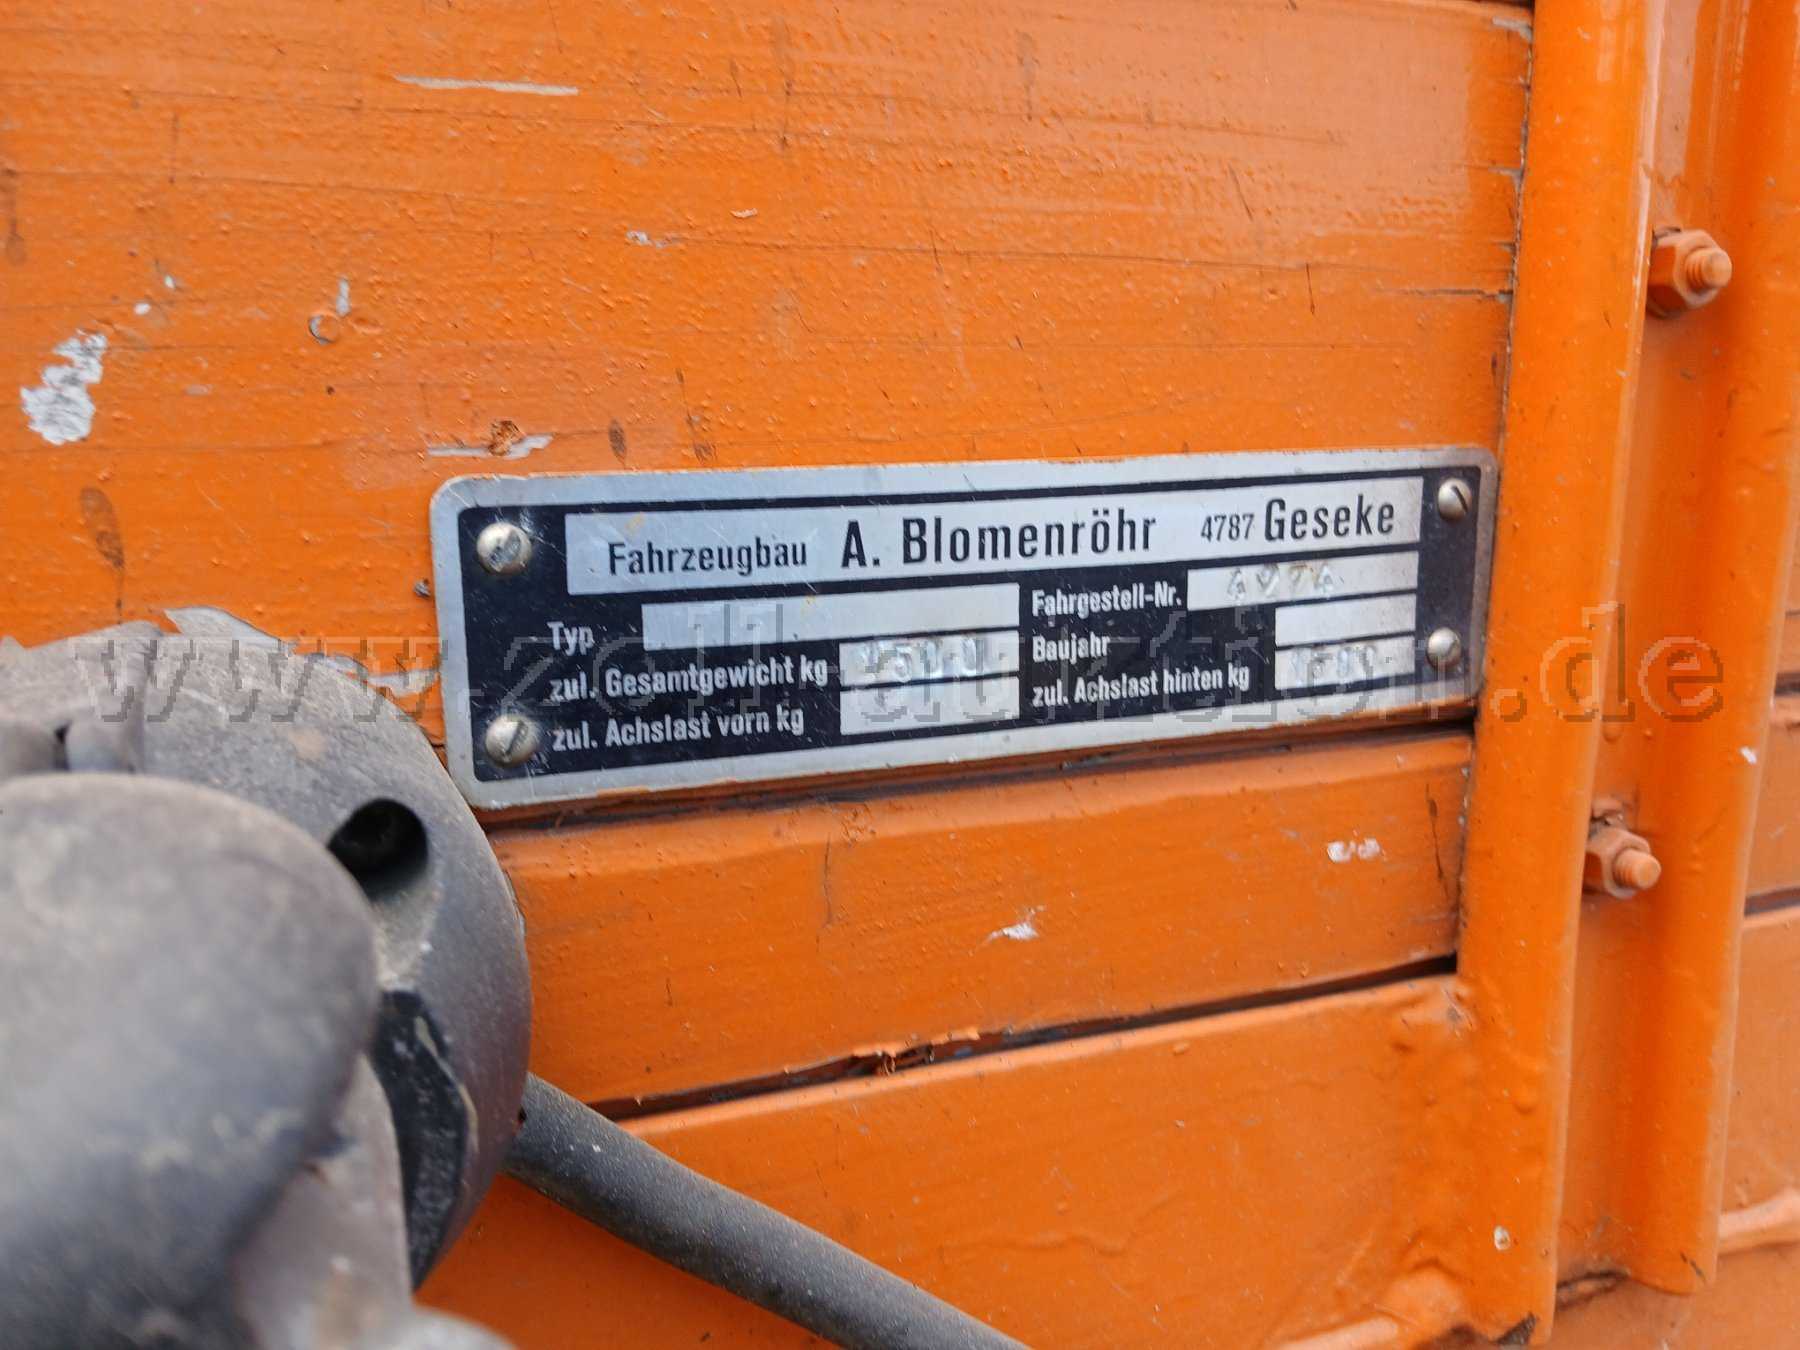 Fahrzeugbau A. Blomenröhr 4787 Geseke
Typ
Fahrgestell-Nr. 4974
zul. Gesamtgewicht kg
Baujahr
zul. Achslast vorn kg
zul. Achslast hinten kg
www.zoll-auktion.de